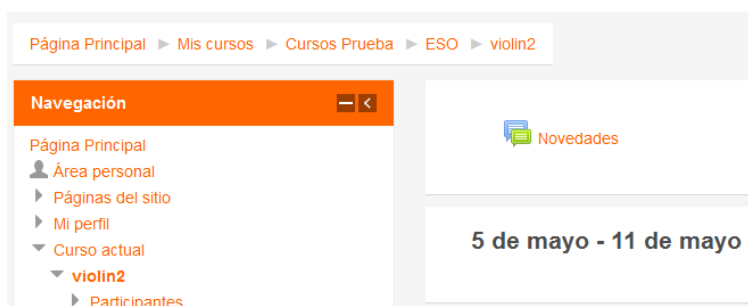 Página Principal ► Mis cursos ► Cursos Prueba ► ESO ► violin2
Navegación
Página Principal
Área personal
Páginas del sitio
Mi perfil
Curso actual
violin2
Participantes
Novedades
5 de mayo - 11 de mayo